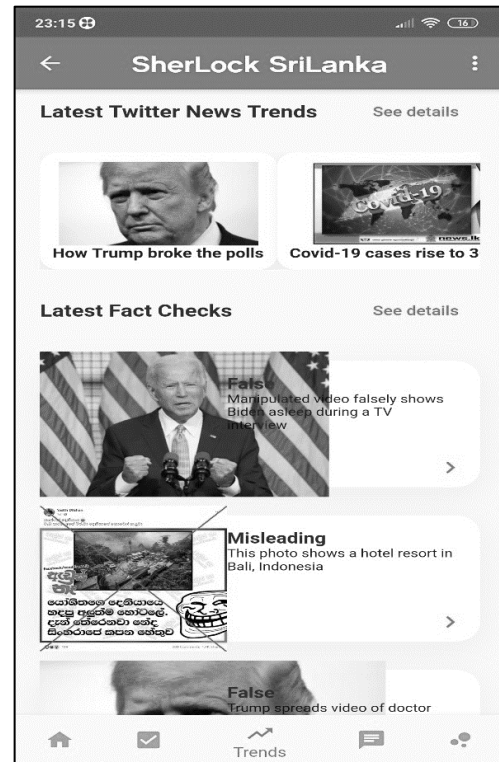 23:15
16
SherLock SriLanka
Latest Twitter News Trends See details
How Trump broke the polls
Covid-19
news.lk
Covid-19 cases rise to 3
Latest Fact Checks See details
False
Manipulated video falsely shows
Biden asleep during a TV
interview
Misleading
This photo shows a hotel resort in
Bali, Indonesia
යෝහිතගෙ දෙනියායෙ
හදපු අලුත්ම හෝටලේ.
දැන් තේරෙනවා නේද
සිංහරාජෙ කපන හේතුව
False
Trump spreads video of doctor
Trends